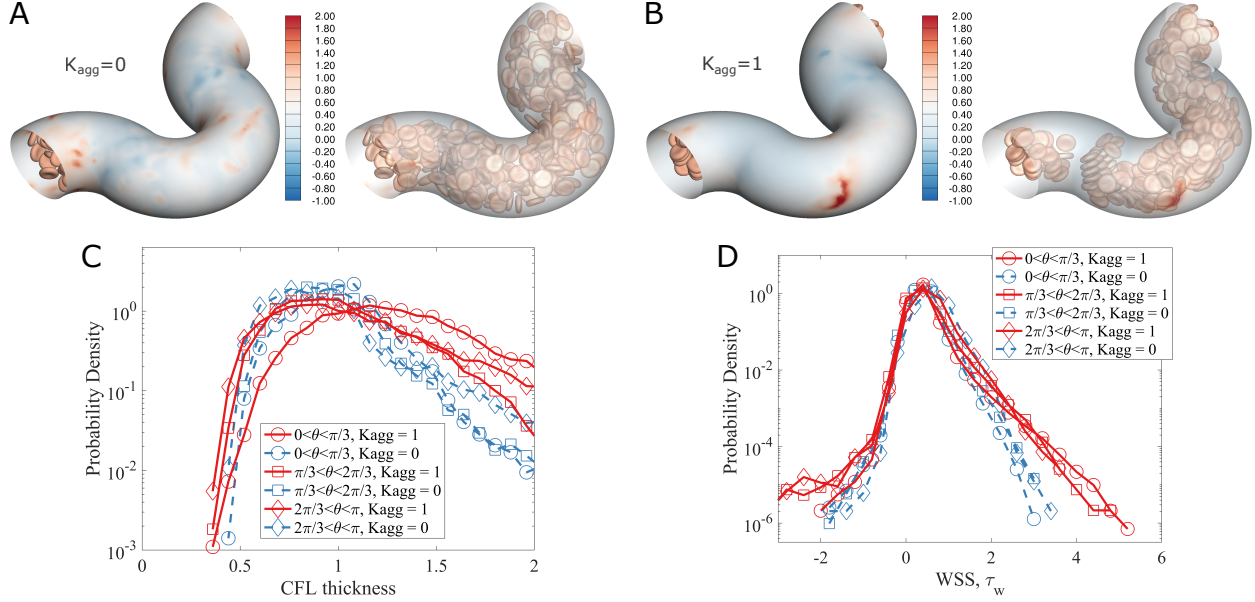 A
K_agg=0
2.00
1.80
1.60
1.40
1.20
1.00
0.80
0.60
0.40
0.20
0.00
-0.20
-0.40
-0.60
-0.80
-1.00
B
K_agg=1
2.00
1.80
1.60
1.40
1.20
1.00
0.80
0.60
0.40
0.20
0.00
-0.20
-0.40
-0.60
-0.80
-1.00
C
Probability Density
10^0
10^-1
10^-2
10^-3
0<θ<π/3, Kagg = 1
0<θ<π/3, Kagg = 0
π/3<θ<2π/3, Kagg = 1
π/3<θ<2π/3, Kagg = 0
2π/3<θ<π, Kagg = 1
2π/3<θ<π, Kagg = 0
0
0.5
1
1.5
2
CFL thickness
D
Probability Density
10^0
10^-2
10^-4
10^-6
0<θ<π/3, Kagg = 1
0<θ<π/3, Kagg = 0
π/3<θ<2π/3, Kagg = 1
π/3<θ<2π/3, Kagg = 0
2π/3<θ<π, Kagg = 1
2π/3<θ<π, Kagg = 0
-2
0
2
4
6
WSS, τ_w